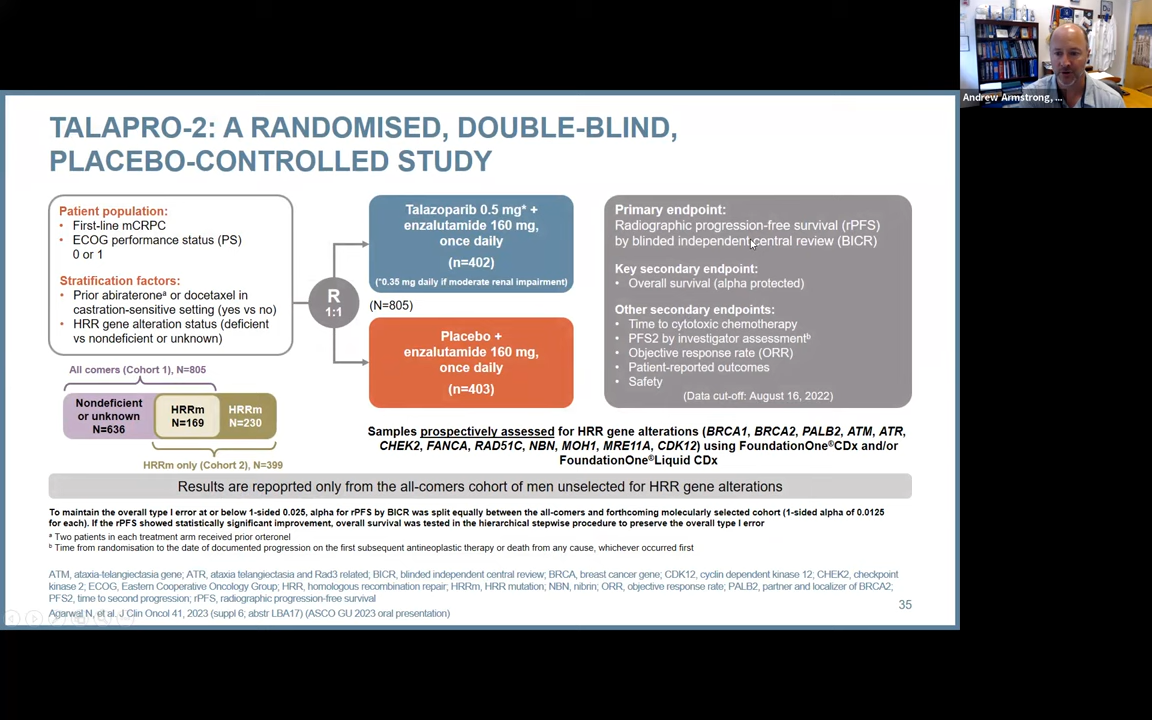 Andrew Armstrong, ...
TALAPRO-2: A RANDOMISED, DOUBLE-BLIND,
PLACEBO-CONTROLLED STUDY
Patient population:
• First-line mCRPC
• ECOG performance status (PS)
0 or 1
Stratification factors:
• Prior abirateroneᵃ or docetaxel in
castration-sensitive setting (yes vs no)
• HRR gene alteration status (deficient
vs nondeficient or unknown)
R
1:1
Talazoparib 0.5 mg* +
enzalutamide 160 mg,
once daily
(n=402)
(*0.35 mg daily if moderate renal impairment)
(N=805)
Placebo +
enzalutamide 160 mg,
once daily
(n=403)
Primary endpoint:
Radiographic progression-free survival (rPFS)
by blinded independent central review (BICR)
Key secondary endpoint:
• Overall survival (alpha protected)
Other secondary endpoints:
• Time to cytotoxic chemotherapy
• PFS2 by investigator assessmentᵇ
• Objective response rate (ORR)
• Patient-reported outcomes
• Safety
(Data cut-off: August 16, 2022)
All comers (Cohort 1), N=805
Nondeficient
or unknown
N=636
HRRm
N=169
HRRm
N=230
HRRm only (Cohort 2), N=399
Samples prospectively assessed for HRR gene alterations (BRCA1, BRCA2, PALB2, ATM, ATR,
CHEK2, FANCA, RAD51C, NBN, MOH1, MRE11A, CDK12) using FoundationOne®CDx and/or
FoundationOne®Liquid CDx
Results are repoprted only from the all-comers cohort of men unselected for HRR gene alterations
To maintain the overall type I error at or below 1-sided 0.025, alpha for rPFS by BICR was split equally between the all-comers and forthcoming molecularly selected cohort (1-sided alpha of 0.0125
for each). If the rPFS showed statistically significant improvement, overall survival was tested in the hierarchical stepwise procedure to preserve the overall type I error
ᵃ Two patients in each treatment arm received prior orteronel
ᵇ Time from randomisation to the date of documented progression on the first subsequent antineoplastic therapy or death from any cause, whichever occurred first
ATM, ataxia-telangiectasia gene; ATR, ataxia telangiectasia and Rad3 related; BICR, blinded independent central review; BRCA, breast cancer gene; CDK12, cyclin dependent kinase 12; CHEK2, checkpoint
kinase 2; ECOG, Eastern Cooperative Oncology Group; HRR, homologous recombination repair; HRRm, HRR mutation; NBN, nibrin; ORR, objective response rate; PALB2, partner and localizer of BRCA2;
PFS2, time to second progression; rPFS, radiographic progression-free survival
Agarwal N, et al. J Clin Oncol 41, 2023 (suppl 6; abstr LBA17) (ASCO GU 2023 oral presentation)
35